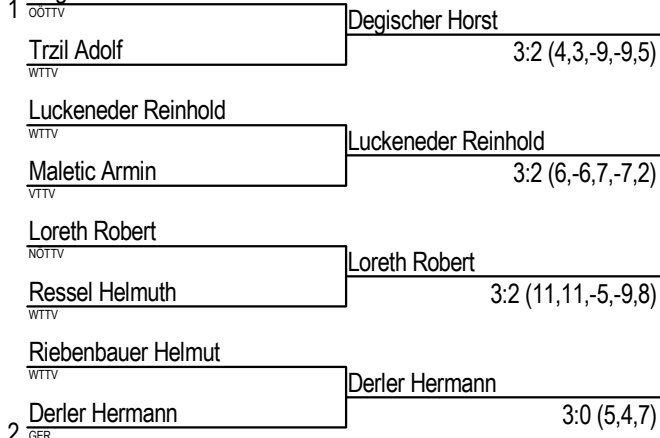 1 OÖTTV
Degischer Horst
Trzil Adolf
3:2 (4,3,-9,-9,5)
WTTV
Luckeneder Reinhold
WTTV
Luckeneder Reinhold
Maletic Armin
3:2 (6,-6,7,-7,2)
VTTV
Loreth Robert
NÖTTV
Loreth Robert
Ressel Helmuth
3:2 (11,11,-5,-9,8)
WTTV
Riebenbauer Helmut
WTTV
Derler Hermann
Derler Hermann
3:0 (5,4,7)
2 GER